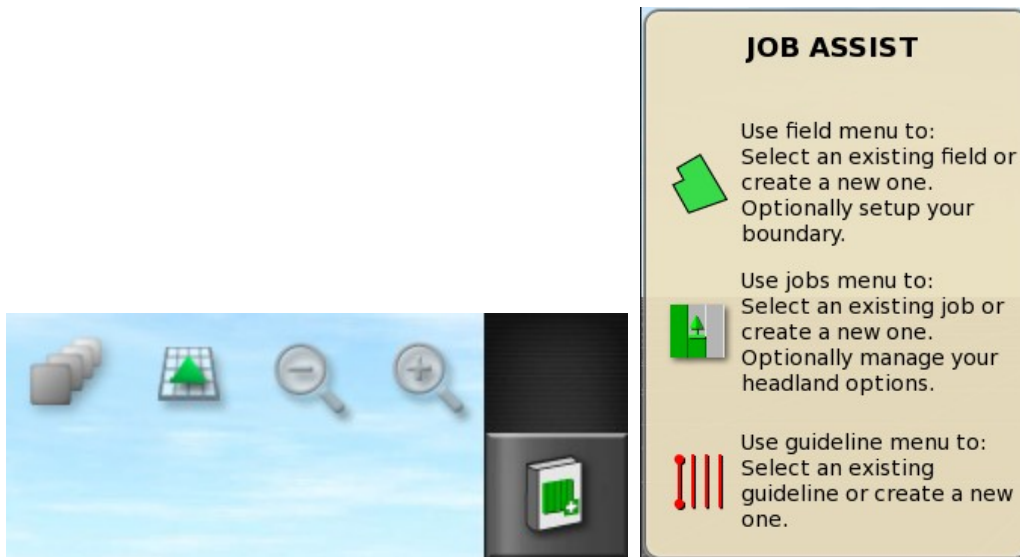 JOB ASSIST
Use field menu to:
Select an existing field or
create a new one.
Optionally setup your
boundary.
Use jobs menu to:
Select an existing job or
create a new one.
Optionally manage your
headland options.
Use guideline menu to:
Select an existing
guideline or create a new
one.